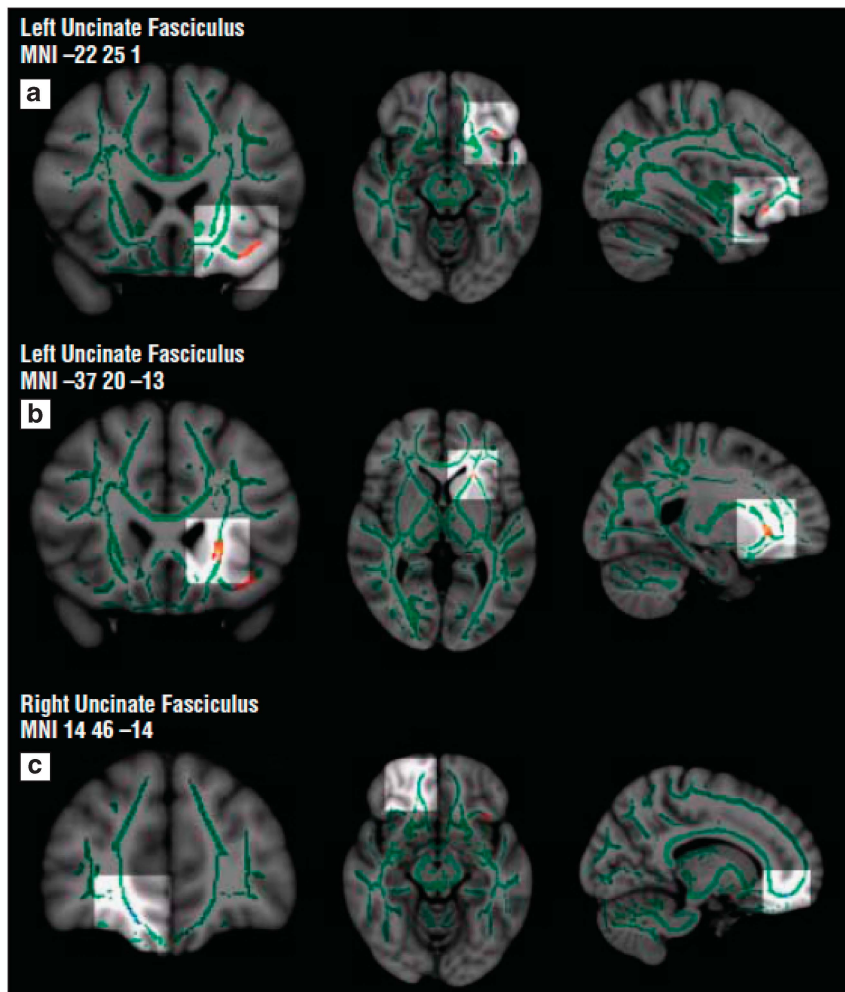 Left Uncinate Fasciculus
MNI –22 25 1
a
Left Uncinate Fasciculus
MNI –37 20 –13
b
Right Uncinate Fasciculus
MNI 14 46 –14
c